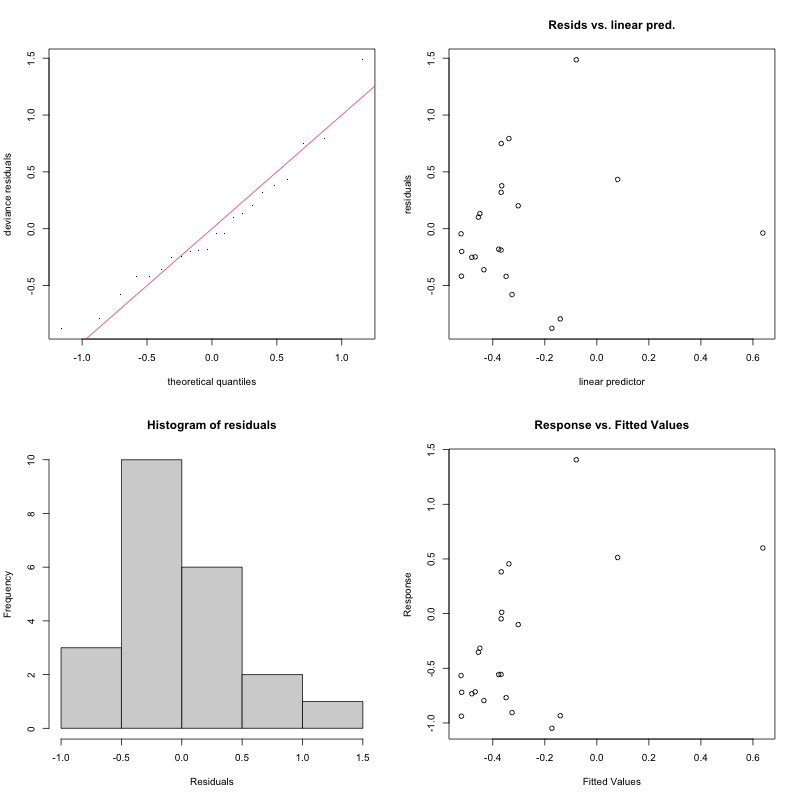 deviance residuals
1.5
1.0
0.5
0.0
-0.5
-1.0 -0.5 0.0 0.5 1.0
theoretical quantiles
Resids vs. linear pred.
residuals
1.5
1.0
0.5
0.0
-0.5
-0.4 -0.2 0.0 0.2 0.4 0.6
linear predictor
Histogram of residuals
Frequency
10
8
6
4
2
0
-1.0 -0.5 0.0 0.5 1.0 1.5
Residuals
Response vs. Fitted Values
Response
1.5
1.0
0.5
0.0
-0.5
-1.0
-0.4 -0.2 0.0 0.2 0.4 0.6
Fitted Values